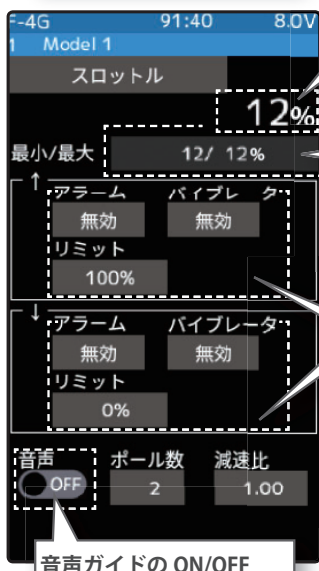 F-4G 91:40 8.0V
1 Model 1
スロットル
12%
最小/最大 12/ 12%
↑
アラーム バイブレ タ
無効 無効
リミット
100%
↓
アラーム バイブレータ
無効 無効
リミット
0%
音声 ポール数 減速比
OFF 2 1.00
音声ガイドの ON/OFF